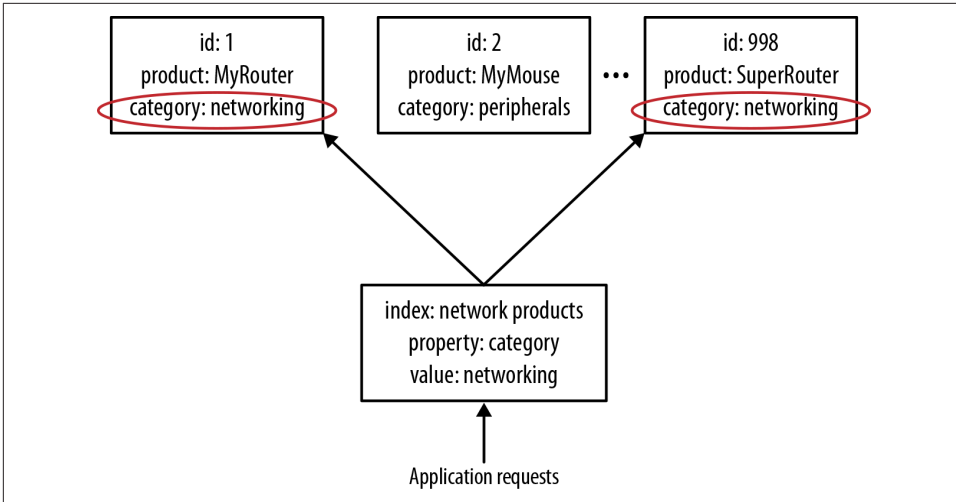 id: 1
product: MyRouter
category: networking
id: 2
product: MyMouse
category: peripherals
...
id: 998
product: SuperRouter
category: networking
index: network products
property: category
value: networking
Application requests